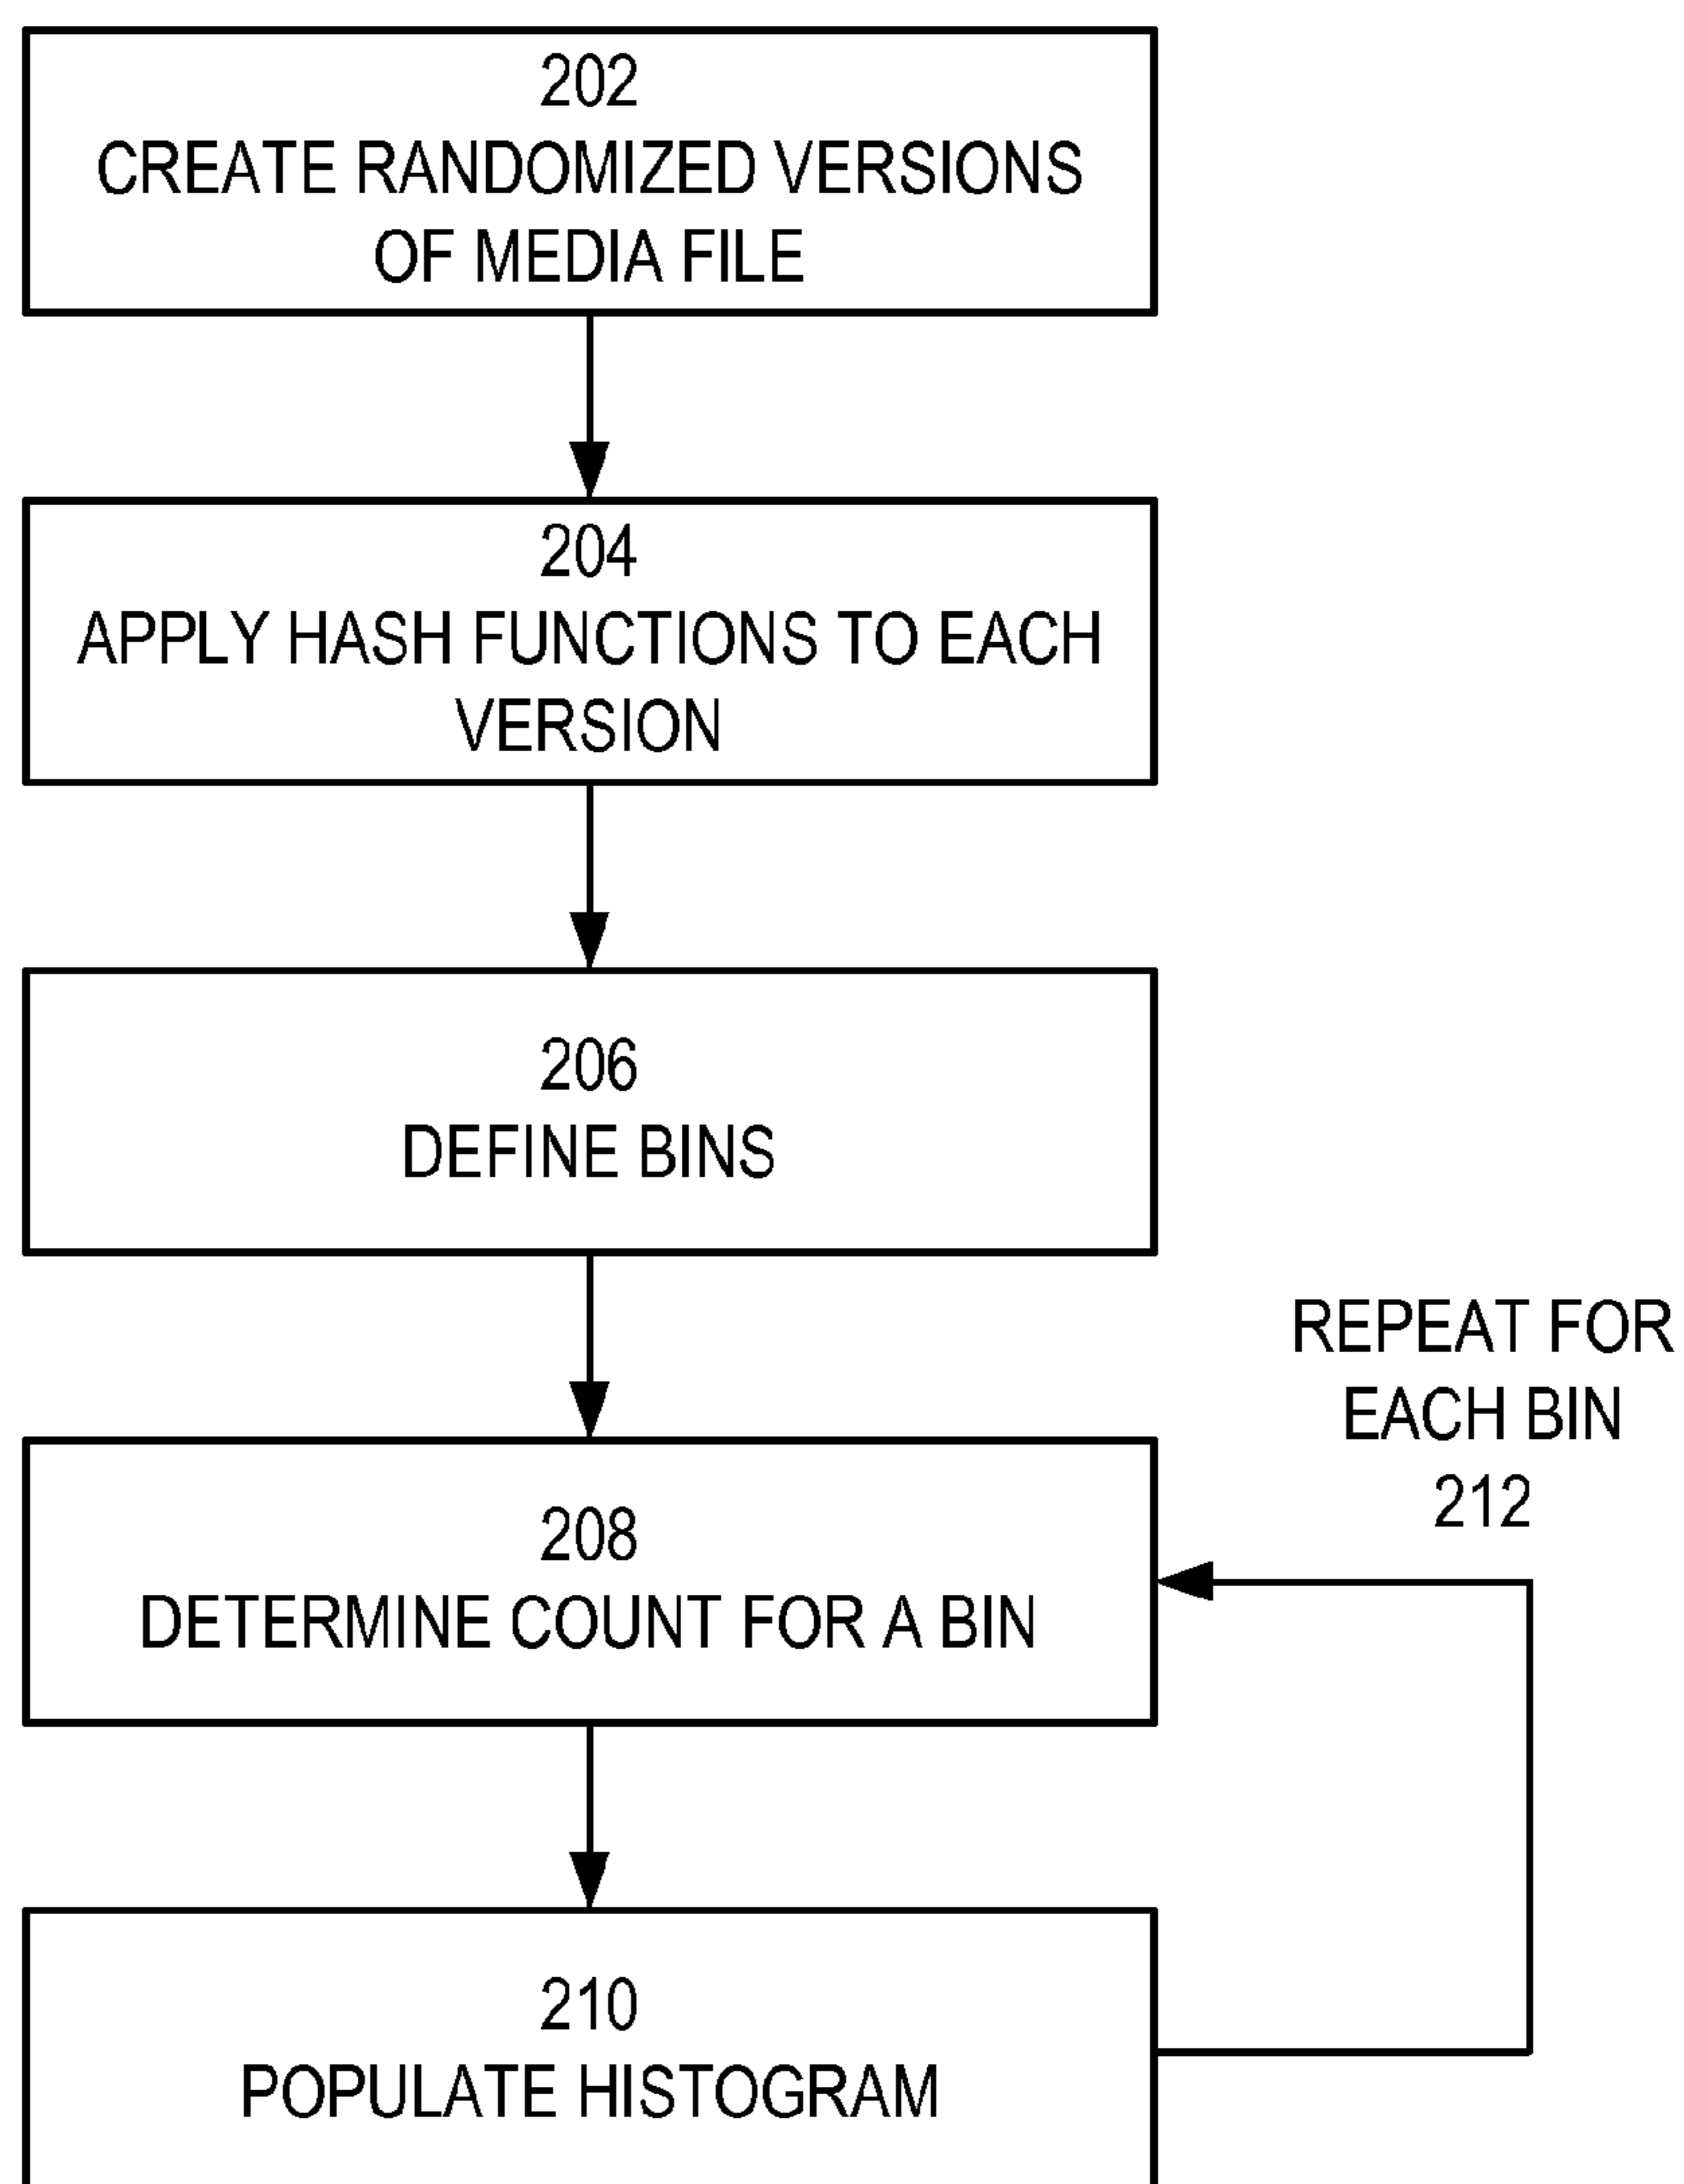 202
CREATE RANDOMIZED VERSIONS
OF MEDIA FILE
204
APPLY HASH FUNCTIONS TO EACH
VERSION
206
DEFINE BINS
REPEAT FOR
EACH BIN
212
208
DETERMINE COUNT FOR A BIN
210
POPULATE HISTOGRAM